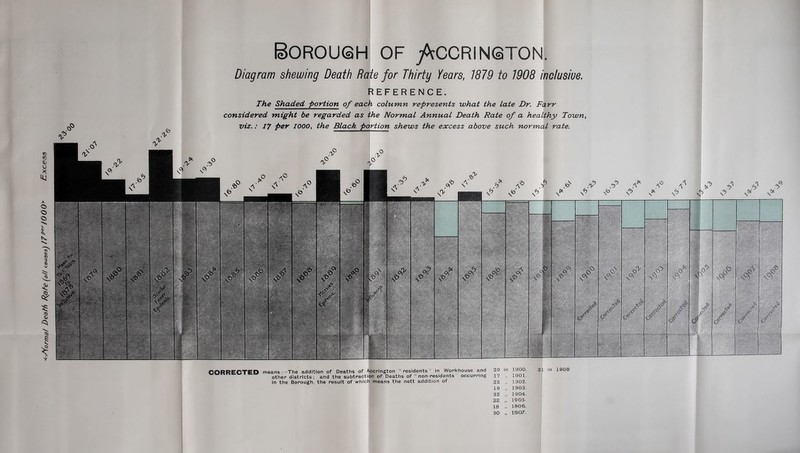 BOROUGH OF ACCRINGTON.
Diagram shewing Death Rate for Thirty Years, 1879 to 1908 inclusive.
REFERENCE.
The Shaded portion of each column represents what the late Dr. Farr
considered might be regarded as the Normal Annual Death Rate of a healthy Town,
viz.: 17 per 1000, the Black portion shews the excess above such normal rate.
23·00 21·07 19·22 17·65 22·26 19·24 19·30 16·80 17·40 17·70 16·70 20·20 16·60 20·20 17·35 17·24 12·98 17·82 15·54 16·78 15·35 14·61 15·23 16·33 13·74 14·70 15·77 13·43 13·37 14·57 14·39
Excess
Normal Death Rate (all causes) 17 per 1000
1869 1878 1879 1880 1881 1882 1883 1884 1885 1886 1887 1888 1889 1890 1891 1892 1893 1894 1895 1896 1897 1898 1899 1900 1901 1902 1903 1904 1905 1906 1907 1908
Fever Epidemic
Measles Epidemic
Influenza
Corrected Corrected Corrected Corrected Corrected Corrected Corrected Corrected Corrected
CORRECTED means—The addition of Deaths of Accrington "residents" in Workhouse and
other districts; and the subtraction of Deaths of "non-residents" occurring
in the Borough, the result of which means the nett addition of
20 in 1900. 31 in 1908
17 „ 1901.
23 „ 1902.
19 „ 1903.
32 „ 1904.
22 „ 1905.
18 „ 1906.
30 „ 1907.